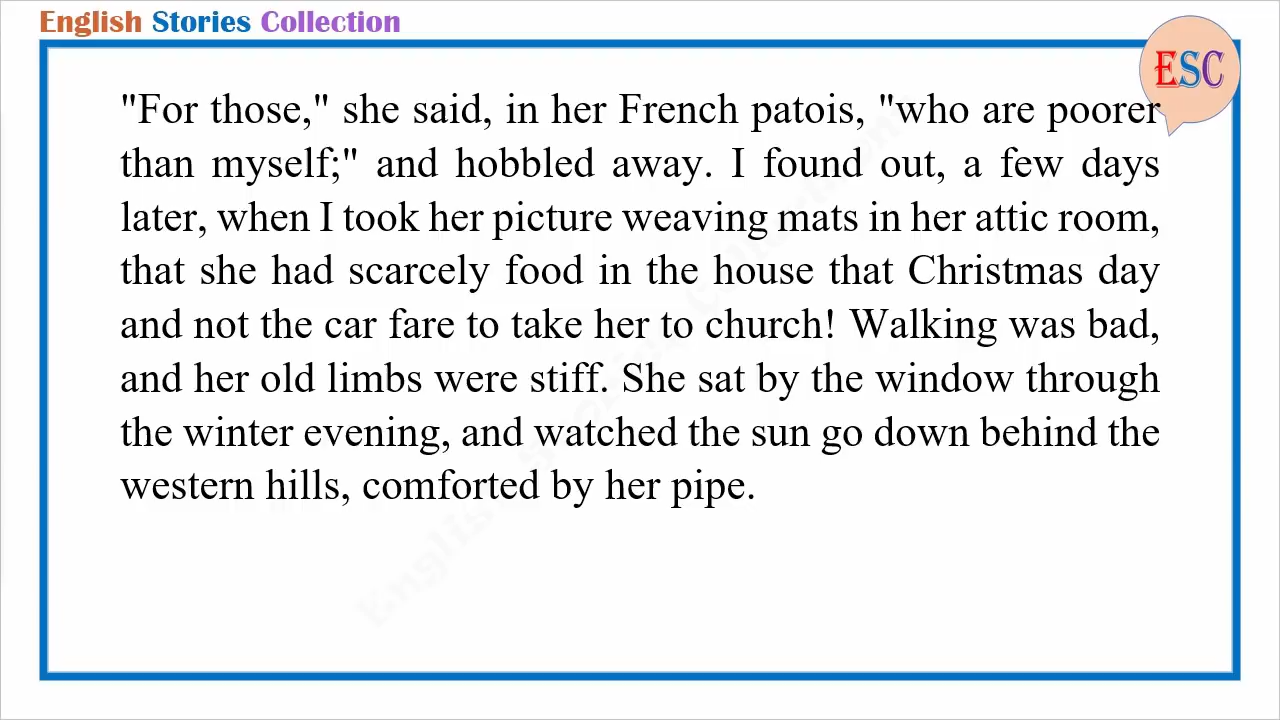 English Stories Collection
ESC
"For those," she said, in her French patois, "who are poorer
than myself;" and hobbled away. I found out, a few days
later, when I took her picture weaving mats in her attic room,
that she had scarcely food in the house that Christmas day
and not the car fare to take her to church! Walking was bad,
and her old limbs were stiff. She sat by the window through
the winter evening, and watched the sun go down behind the
western hills, comforted by her pipe.